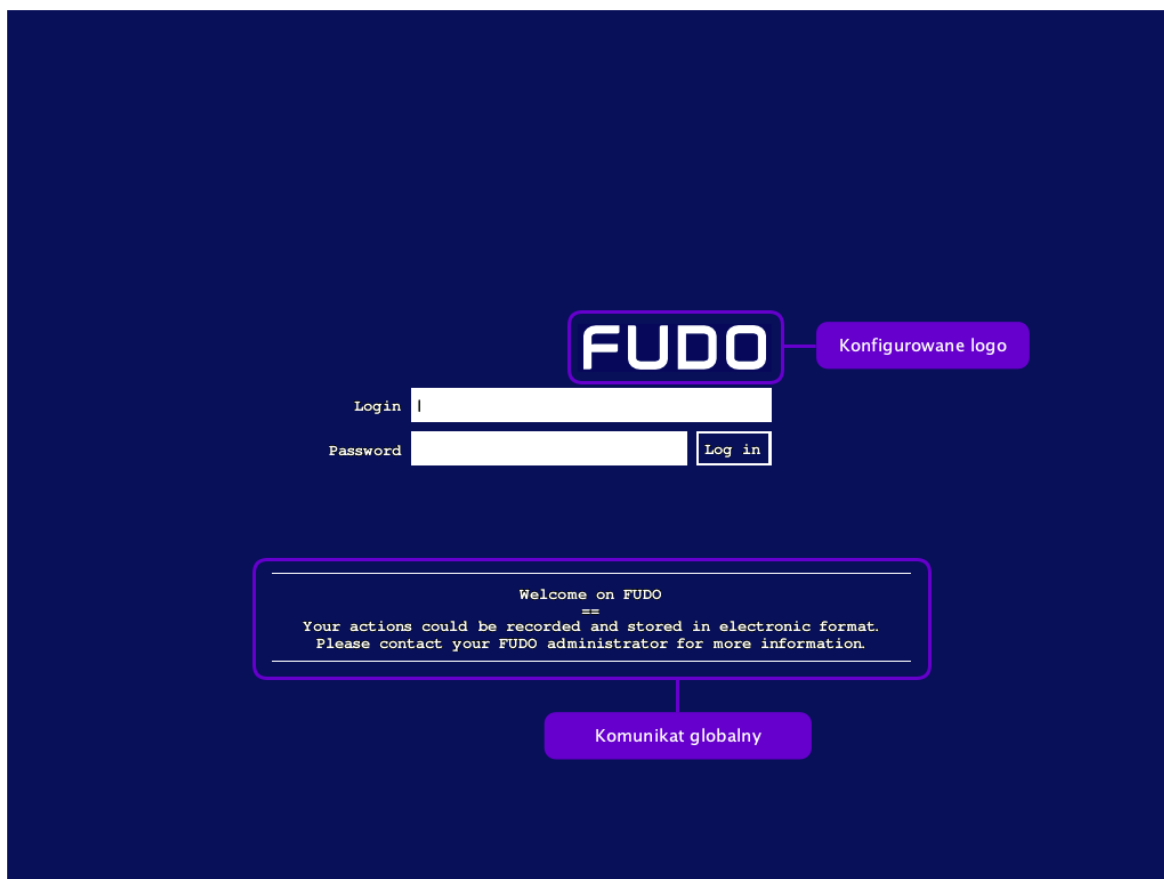 FUDO
Konfigurowane logo
Login
Password
Log in
Welcome on FUDO
==
Your actions could be recorded and stored in electronic format.
Please contact your FUDO administrator for more information.
Komunikat globalny